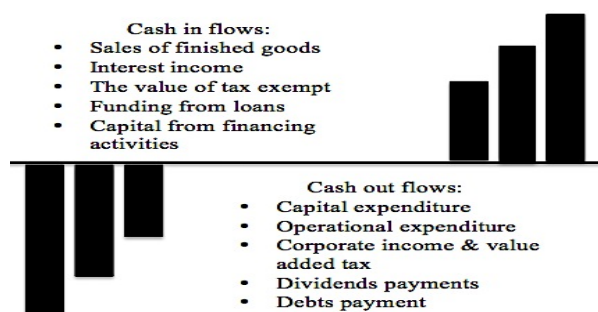 Cash in flows:
• Sales of finished goods
• Interest income
• The value of tax exempt
• Funding from loans
• Capital from financing
activities
Cash out flows:
• Capital expenditure
• Operational expenditure
• Corporate income & value
added tax
• Dividends payments
• Debts payment